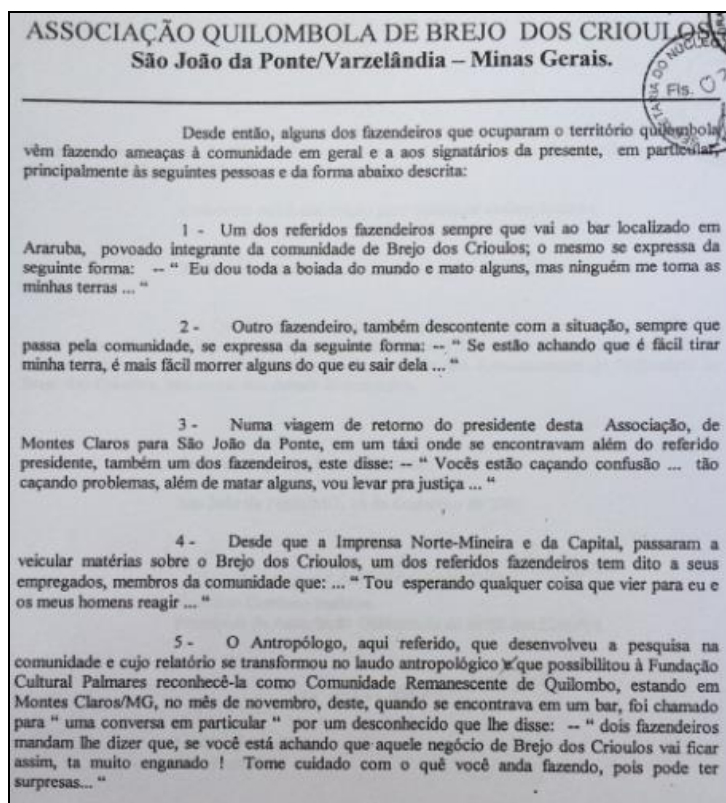 ASSOCIAÇÃO QUILOMBOLA DE BREJO DOS CRIOULOS
São João da Ponte/Varzelândia – Minas Gerais.
Fls. 
Desde então, alguns dos fazendeiros que ocuparam o território quilombola,
vêm fazendo ameaças à comunidade em geral e a aos signatários da presente, em particular,
principalmente às seguintes pessoas e da forma abaixo descrita:
1 - Um dos referidos fazendeiros sempre que vai ao bar localizado em
Araruba, povoado integrante da comunidade de Brejo dos Crioulos; o mesmo se expressa da
seguinte forma: -- “ Eu dou toda a boiada do mundo e mato alguns, mas ninguém me toma as
minhas terras ... “
2 - Outro fazendeiro, também descontente com a situação, sempre que
passa pela comunidade, se expressa da seguinte forma: -- “ Se estão achando que é fácil tirar
minha terra, é mais fácil morrer alguns do que eu sair dela ... “
3 - Numa viagem de retorno do presidente desta Associação, de
Montes Claros para São João da Ponte, em um táxi onde se encontravam além do referido
presidente, também um dos fazendeiros, este disse: -- “ Vocês estão caçando confusão ... tão
caçando problemas, além de matar alguns, vou levar pra justiça ... “
4 - Desde que a Imprensa Norte-Mineira e da Capital, passaram a
veicular matérias sobre o Brejo dos Crioulos, um dos referidos fazendeiros tem dito a seus
empregados, membros da comunidade que: ... “ Tou esperando qualquer coisa que vier para eu e
os meus homens reagir ... “
5 - O Antropólogo, aqui referido, que desenvolveu a pesquisa na
comunidade e cujo relatório se transformou no laudo antropológico que possibilitou à Fundação
Cultural Palmares reconhecê-la como Comunidade Remanescente de Quilombo, estando em
Montes Claros/MG, no mês de novembro, deste, quando se encontrava em um bar, foi chamado
para “ uma conversa em particular “ por um desconhecido que lhe disse: -- “ dois fazendeiros
mandam lhe dizer que, se você está achando que aquele negócio de Brejo dos Crioulos vai ficar
assim, ta muito enganado ! Tome cuidado com o quê você anda fazendo, pois pode ter
surpresas... “